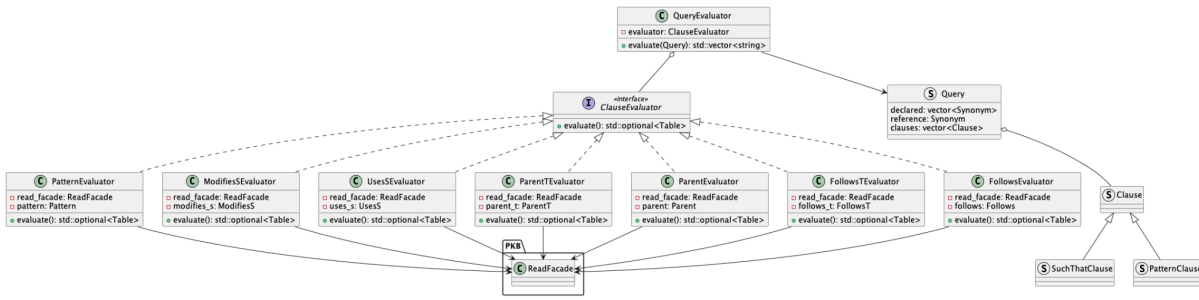 C QueryEvaluator
evaluator: ClauseEvaluator
evaluate(Query): std::vector<string>
I «interface»
ClauseEvaluator
evaluate(): std::optional<Table>
S Query
declared: vector<Synonym>
reference: Synonym
clauses: vector<Clause>
C PatternEvaluator
read_facade: ReadFacade
pattern: Pattern
evaluate(): std::optional<Table>
C ModifiesSEvaluator
read_facade: ReadFacade
modifies_s: ModifiesS
evaluate(): std::optional<Table>
C UsesSEvaluator
read_facade: ReadFacade
uses_s: UsesS
evaluate(): std::optional<Table>
C ParentTEvaluator
read_facade: ReadFacade
parent_t: ParentT
evaluate(): std::optional<Table>
C ParentEvaluator
read_facade: ReadFacade
parent: Parent
evaluate(): std::optional<Table>
C FollowsTEvaluator
read_facade: ReadFacade
follows_t: FollowsT
evaluate(): std::optional<Table>
C FollowsEvaluator
read_facade: ReadFacade
follows: Follows
evaluate(): std::optional<Table>
S Clause
PKB
C ReadFacade
S SuchThatClause
S PatternClause